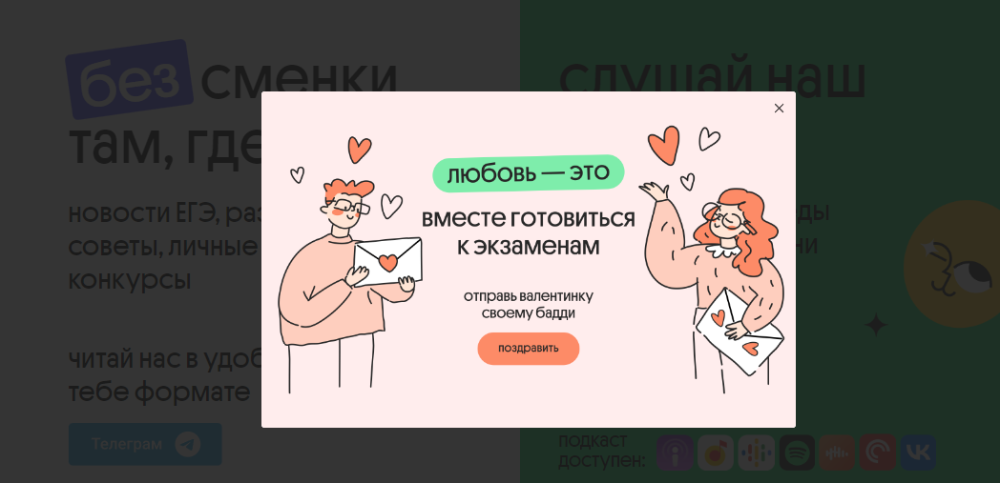 без сменки
там, где
новости ЕГЭ, раз
советы, личные
конкурсы
читай нас в удоб
тебе формате
Телеграм
слушай наш
ды
ни
подкаст
доступен:
любовь — это
вместе готовиться
к экзаменам
отправь валентинку
своему бадди
поздравить